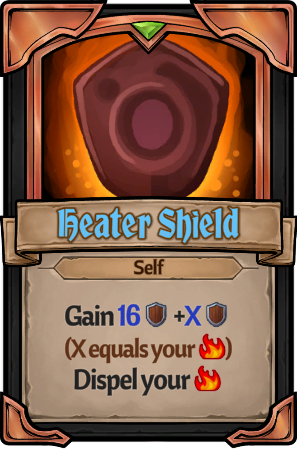 Heater Shield
Self
Gain 16 +X
(X equals your )
Dispel your